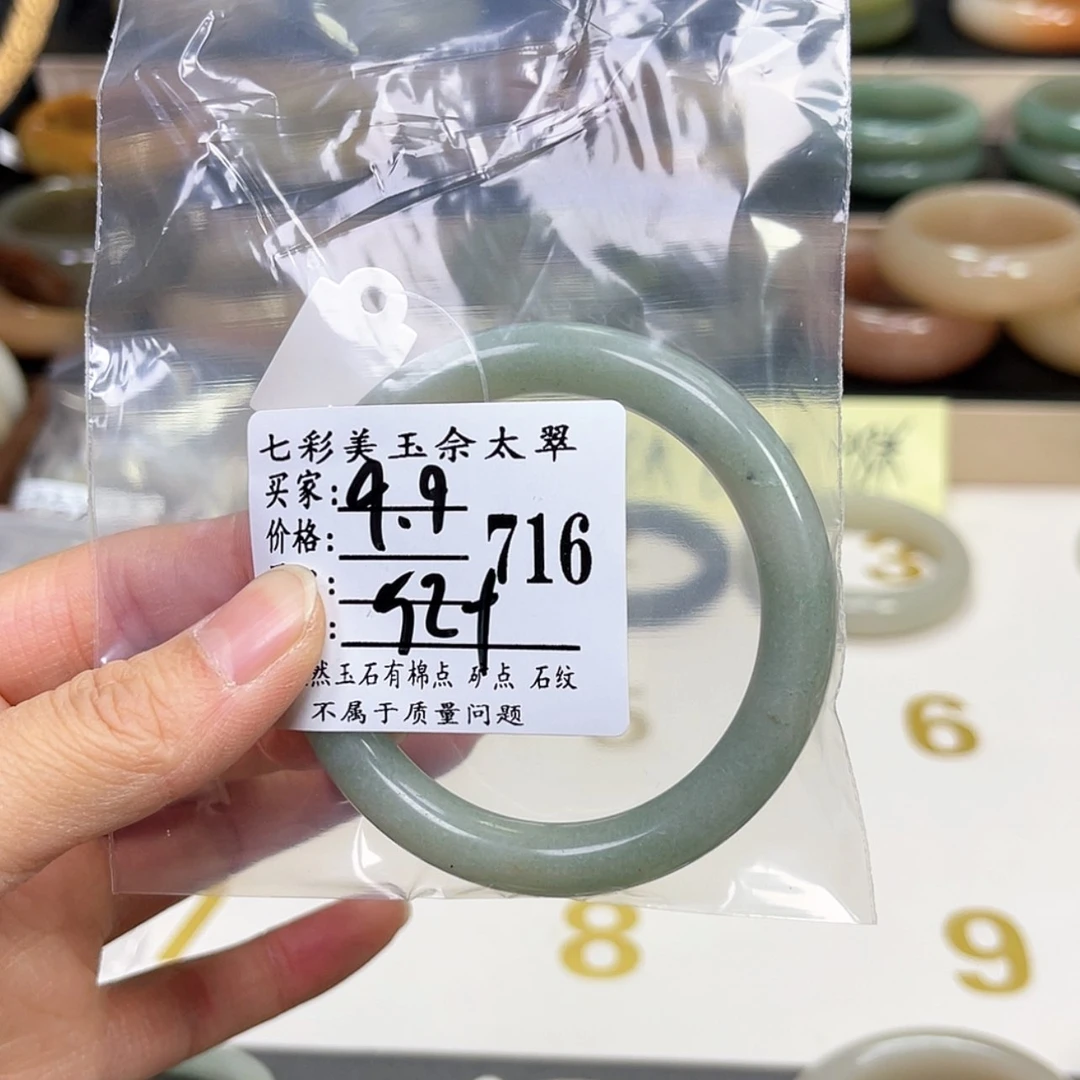 七彩美玉佘太翠
买家:
4.9
价格:
716
:
52+
:
然玉石有棉点 矿点 石纹
不属于质量问题
6
8
9